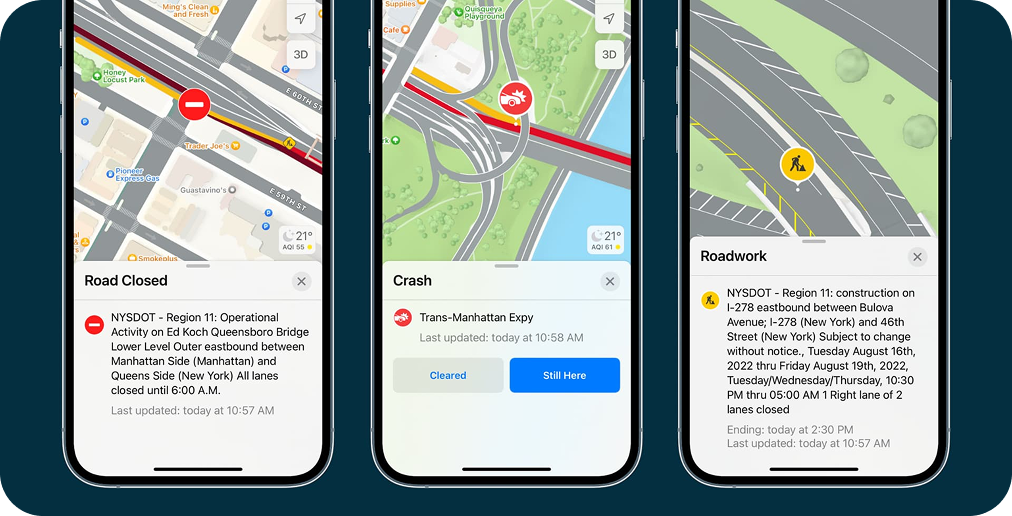 Ming's Clean
and Fold
Honey
Locust Park
3D
E 60TH ST
Trader Joe's
Pioneer
Express Gas
Guastavino's
E 59TH ST
P
P
P
P
21°
AQI 55
Smokeplus
Road Closed
NYSDOT - Region 11: Operational
Activity on Ed Koch Queensboro Bridge
Lower Level Outer eastbound between
Manhattan Side (Manhattan) and
Queens Side (New York) All lanes
closed until 6:00 A.M.
Last updated: today at 10:57 AM
Supplies
Quisqueya
Playground
Cafe
3D
rk
21°
AQI 61
Crash
Trans-Manhattan Expy
Last updated: today at 10:58 AM
Cleared
Still Here
Roadwork
NYSDOT - Region 11: construction on
I-278 eastbound between Bulova
Avenue; I-278 (New York) and 46th
Street (New York) Subject to change
without notice., Tuesday August 16th,
2022 thru Friday August 19th, 2022,
Tuesday/Wednesday/Thursday, 10:30
PM thru 05:00 AM 1 Right lane of 2
lanes closed
Ending: today at 2:30 PM
Last updated: today at 10:57 AM